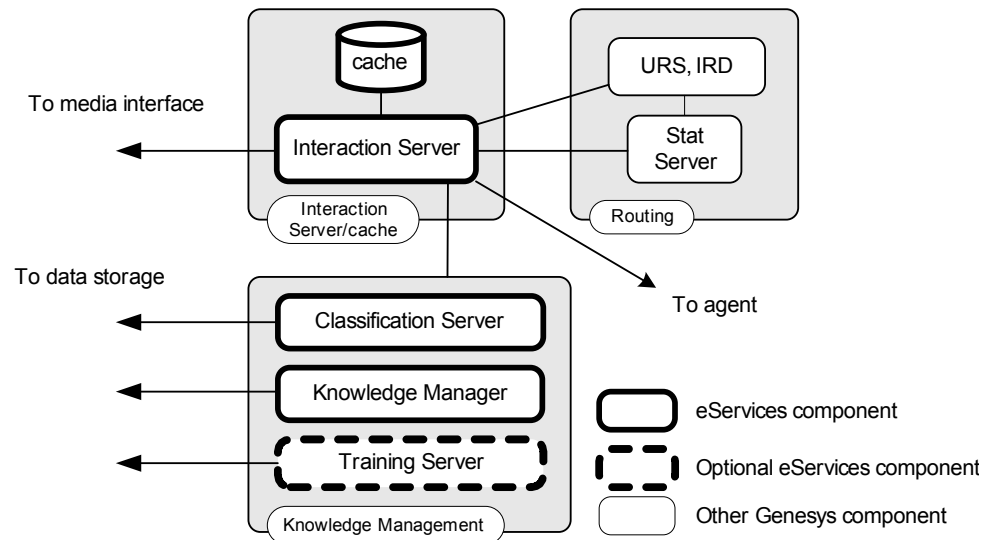 cache
URS, IRD
To media interface
Interaction Server
Stat
Server
Interaction
Server/cache
Routing
To data storage
To agent
Classification Server
Knowledge Manager
eServices component
Training Server
Optional eServices component
Knowledge Management
Other Genesys component